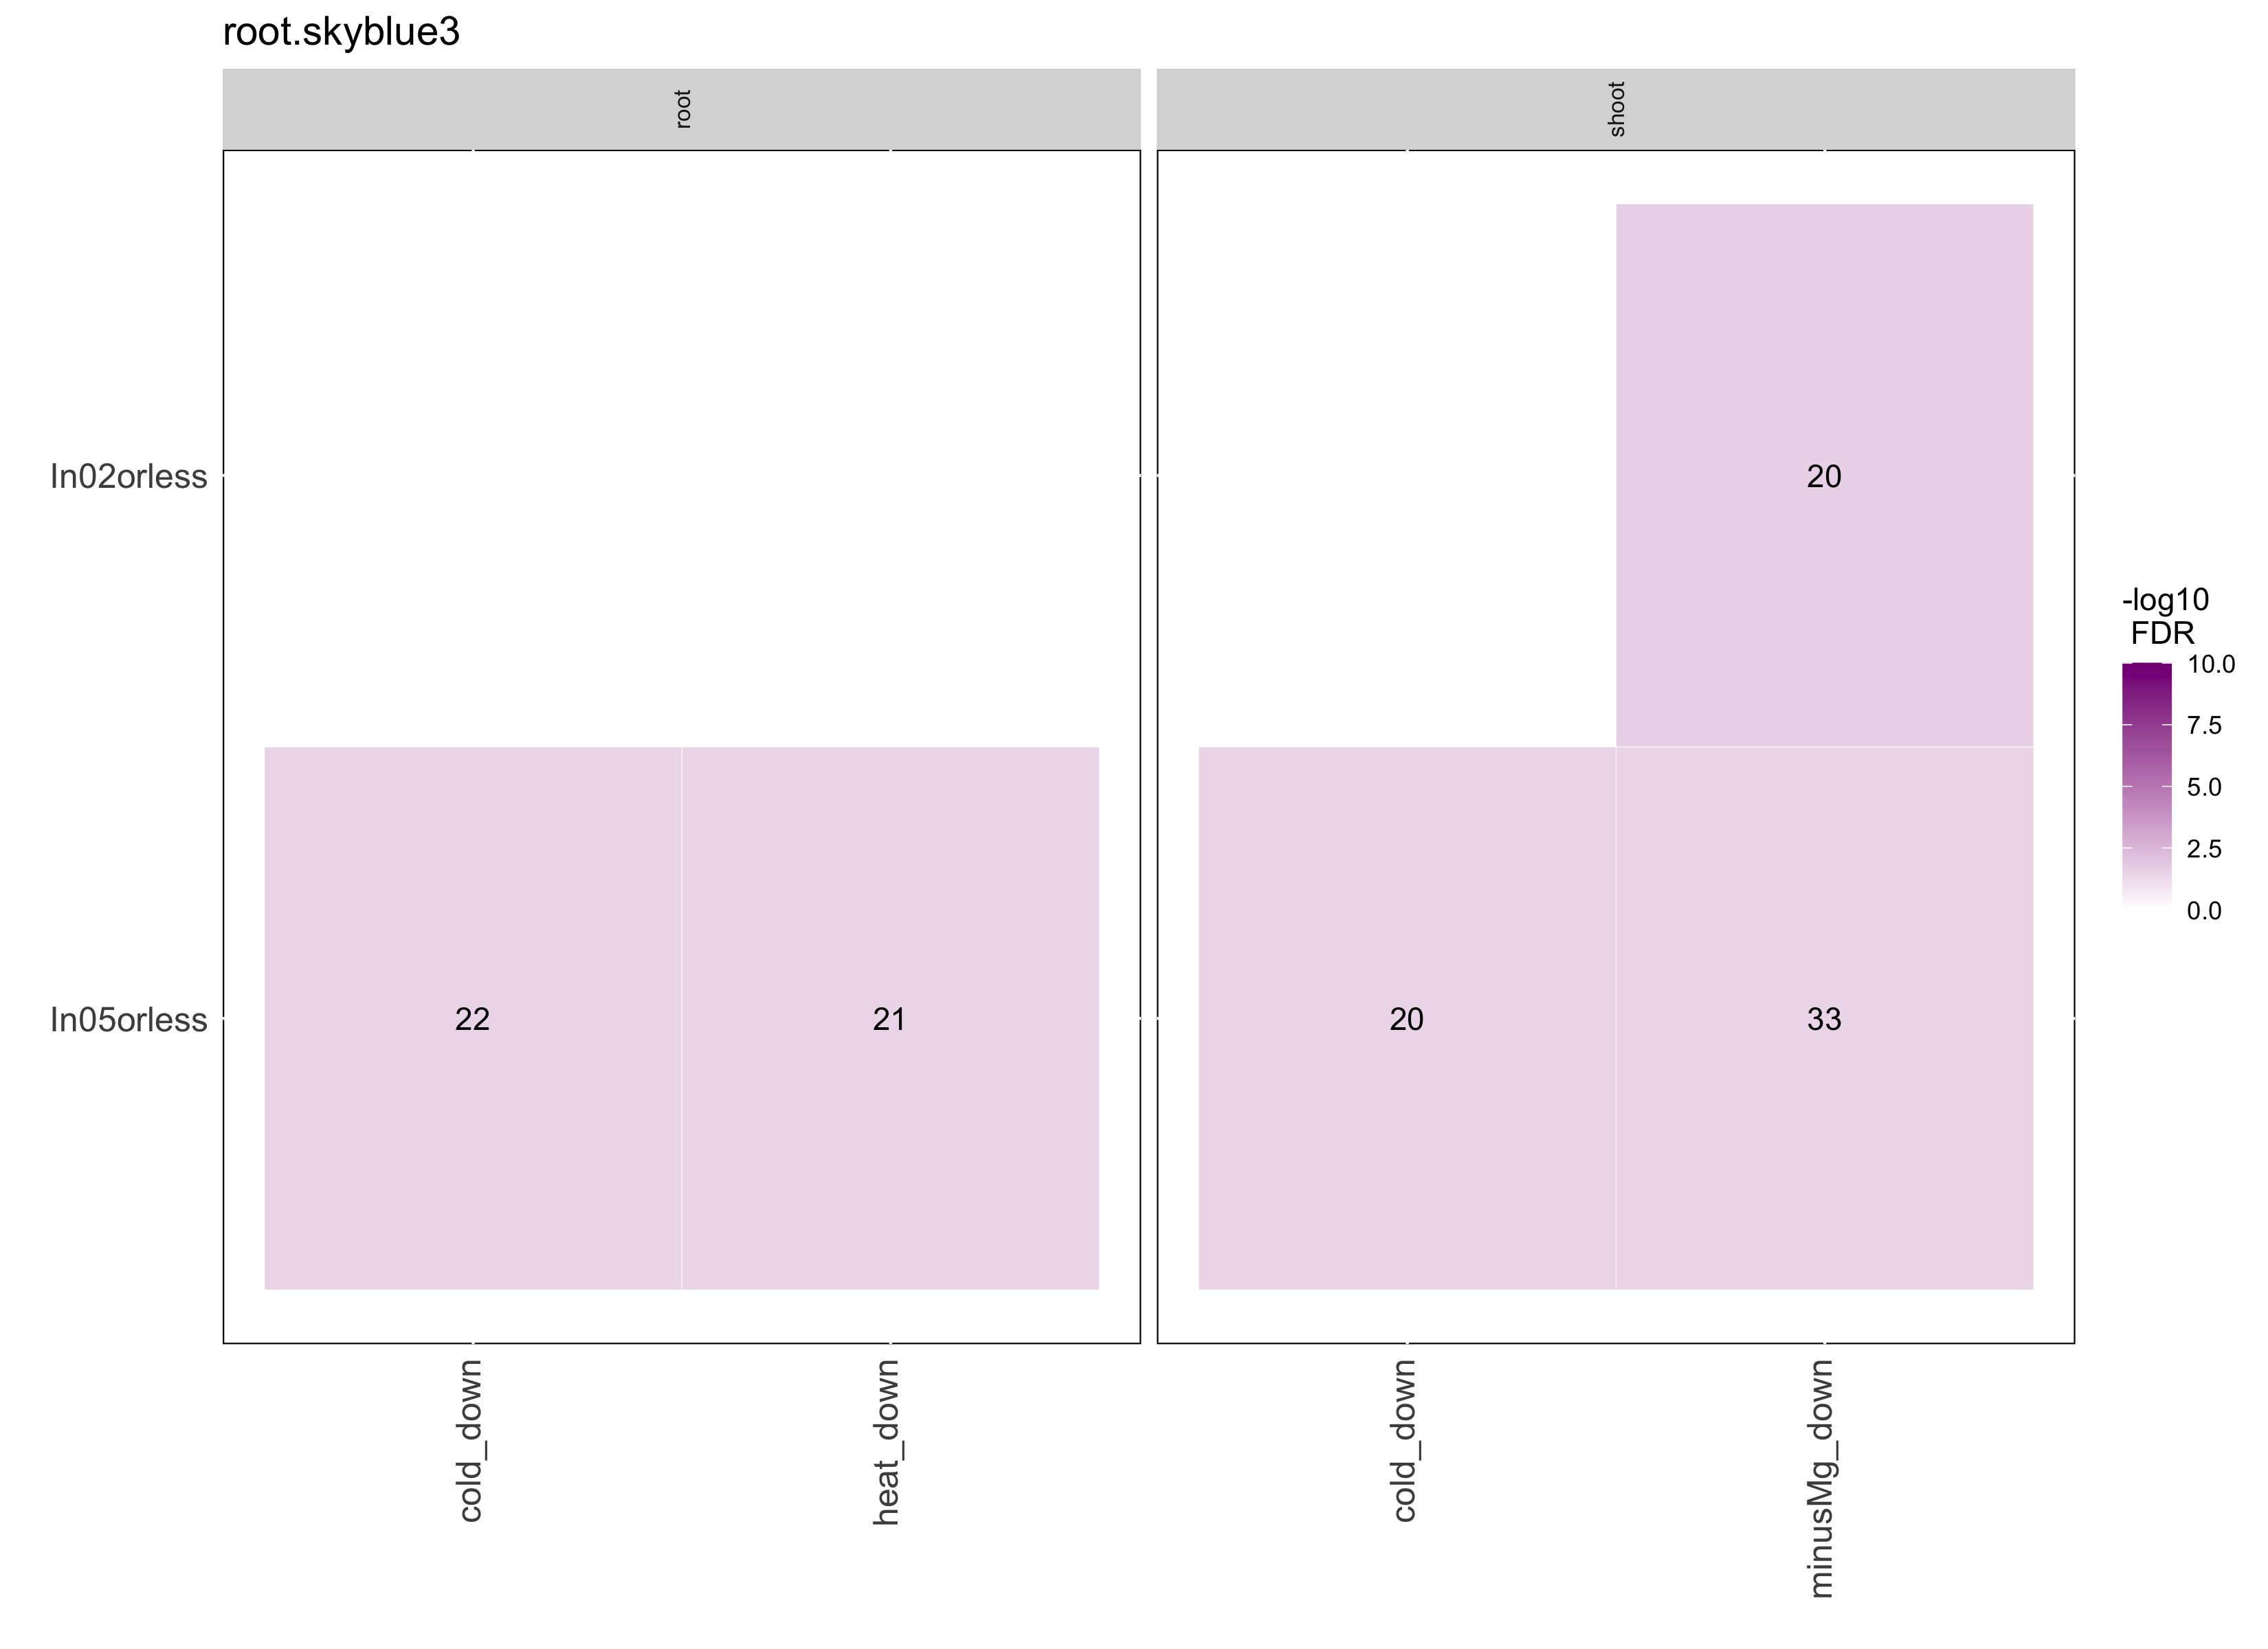 root.skyblue3
root
shoot
In02orless
20
-log10
FDR
10.0
7.5
5.0
2.5
0.0
In05orless
22
21
20
33
cold_down
heat_down
cold_down
minusMg_down